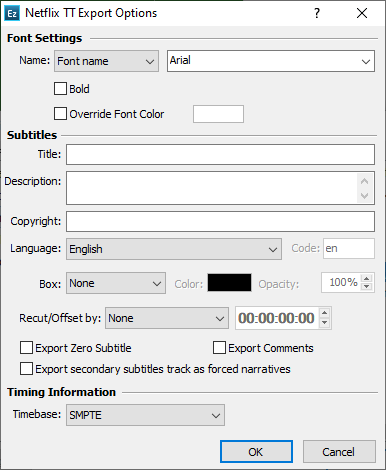 Ez Netflix TT Export Options ?
Font Settings
Name: Font name Arial
Bold
Override Font Color
Subtitles
Title:
Description:
Copyright:
Language: English Code: en
Box: None Color: Opacity: 100%
Recut/Offset by: None 00:00:00:00
Export Zero Subtitle Export Comments
Export secondary subtitles track as forced narratives
Timing Information
Timebase: SMPTE
OK Cancel